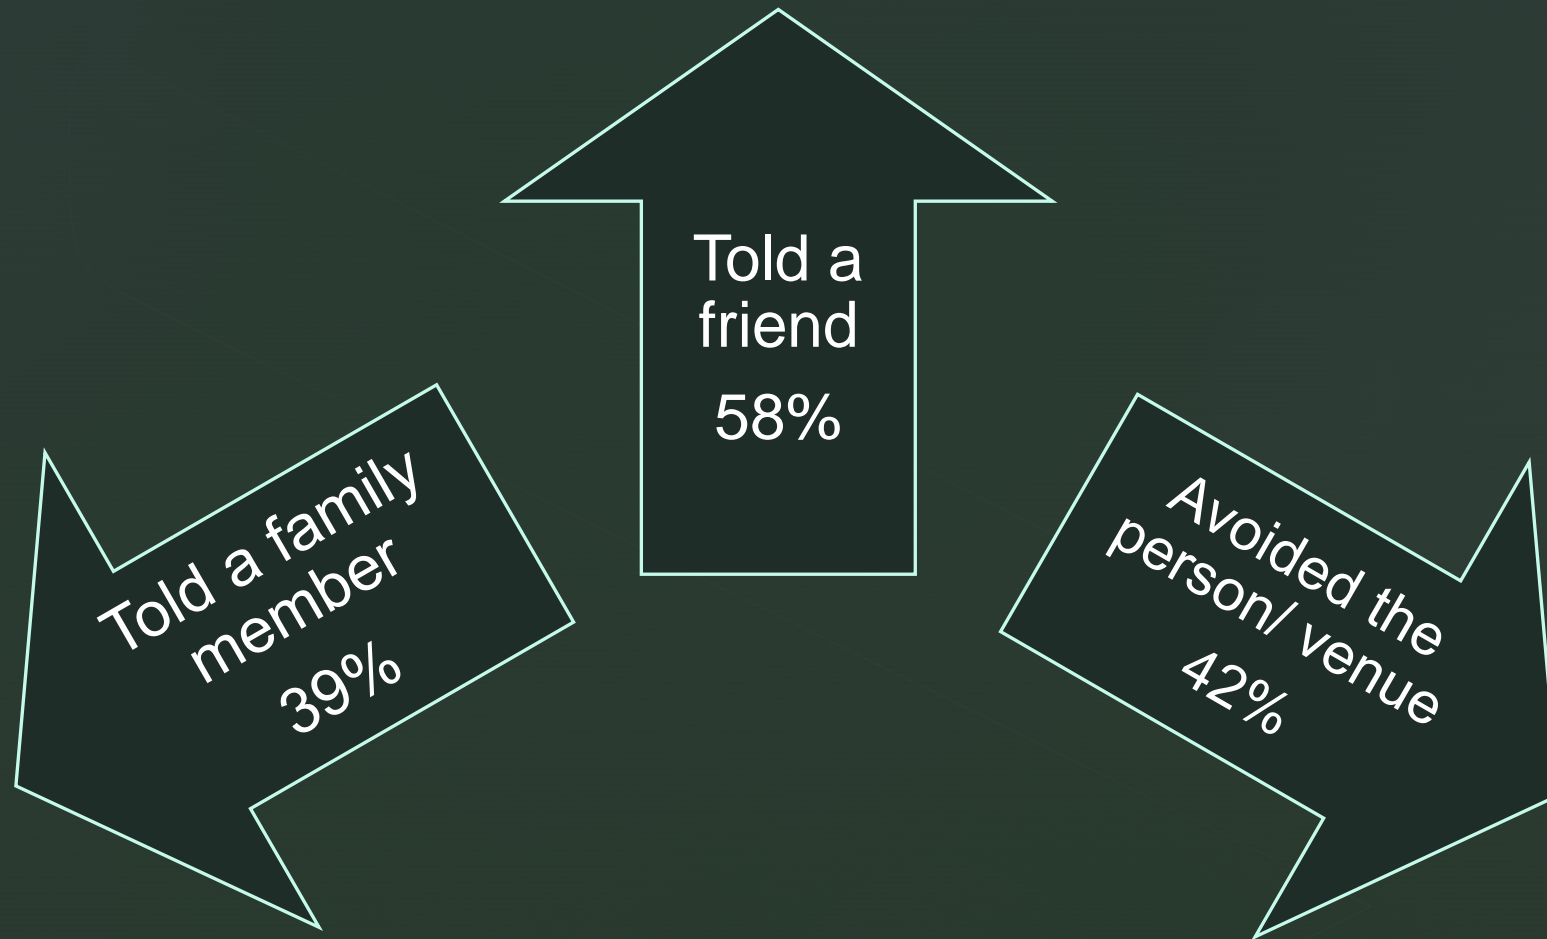 Told a
friend
58%
Told a family
member
39%
Avoided the
person/ venue
42%